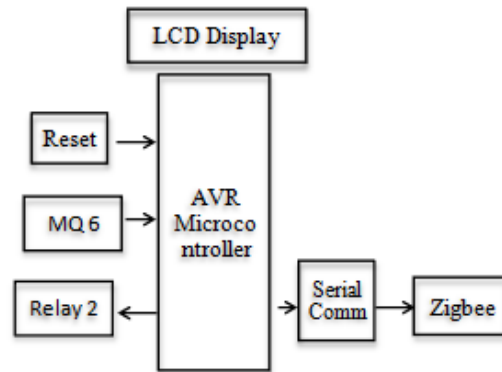 LCD Display
Reset
AVR
Microco
ntroller
MQ 6
Relay 2
Serial
Comm
Zigbee